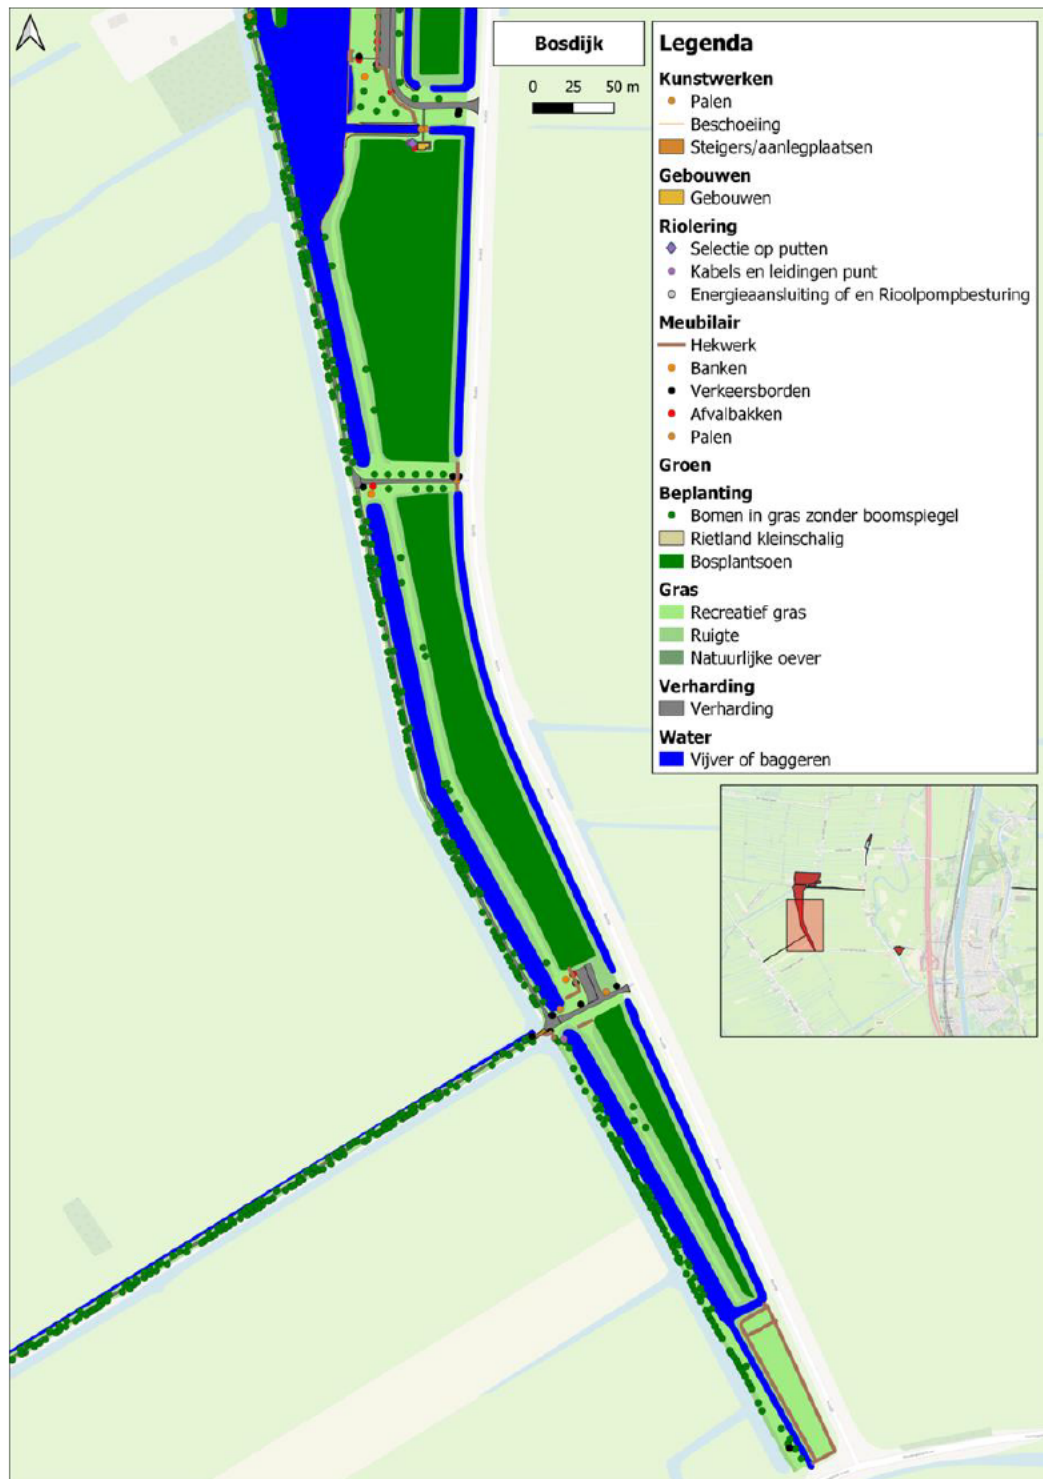 Bosdijk
0 25 50 m
Legenda
Kunstwerken
Palen
Beschoeiing
Steigers/aanlegplaatsen
Gebouwen
Gebouwen
Riolering
Selectie op putten
Kabels en leidingen punt
Energieaansluiting of en Rioolpompbesturing
Meubilair
Hekwerk
Banken
Verkeersborden
Afvalbakken
Palen
Groen
Beplanting
Bomen in gras zonder boomspiegel
Rietland kleinschalig
Bosplantsoen
Gras
Recreatief gras
Ruigte
Natuurlijke oever
Verharding
Verharding
Water
Vijver of baggeren